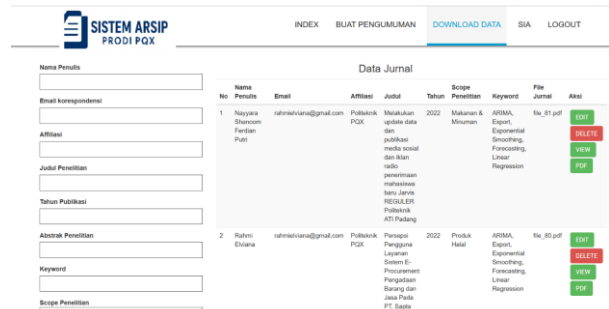 SISTEM ARSIP
PRODI PQX
INDEX BUAT PENGUMUMAN DOWNLOAD DATA SIA LOGOUT
Nama Penulis
Email korespondensi
Affiliasi
Judul Penelitian
Tahun Publikasi
Abstrak Penelitian
Keyword
Scope Penelitian
Data Jurnal
No Nama Penulis Email Affiliasi Judul Tahun Scope Penelitian Keyword File Jurnal Aksi
1 Nayyara Shanoom Ferdian Putri rahmielviana@gmail.com Politeknik PQX Melakukan update data dan publikasi media sosial dan iklan radio penerimaan mahasiswa baru Jarvis REGULER Politeknik ATI Padang 2022 Makanan & Minuman ARIMA, Export, Exponential Smoothing, Forecasting, Linear Regression file_81.pdf EDIT DELETE VIEW PDF
2 Rahmi Elviana rahmielviana@gmail.com Politeknik PQX Persepsi Pengguna Layanan Sistem E-Procurement Pengadaan Barang dan Jasa Pada PT. Sapta 2022 Produk Halal ARIMA, Export, Exponential Smoothing, Forecasting, Linear Regression file_80.pdf EDIT DELETE VIEW PDF